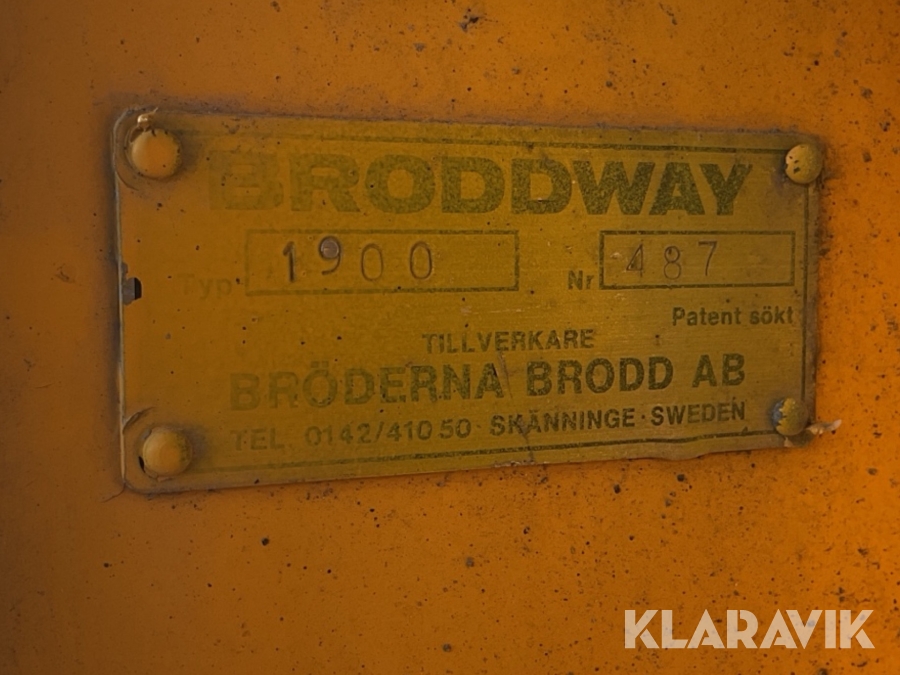 BRODDWAY
Typ 1900 Nr 487
Patent sökt
TILLVERKARE
BRÖDERNA BRODD AB
TEL. 0142/410 50 · SKÄNNINGE · SWEDEN
KLARAVIK